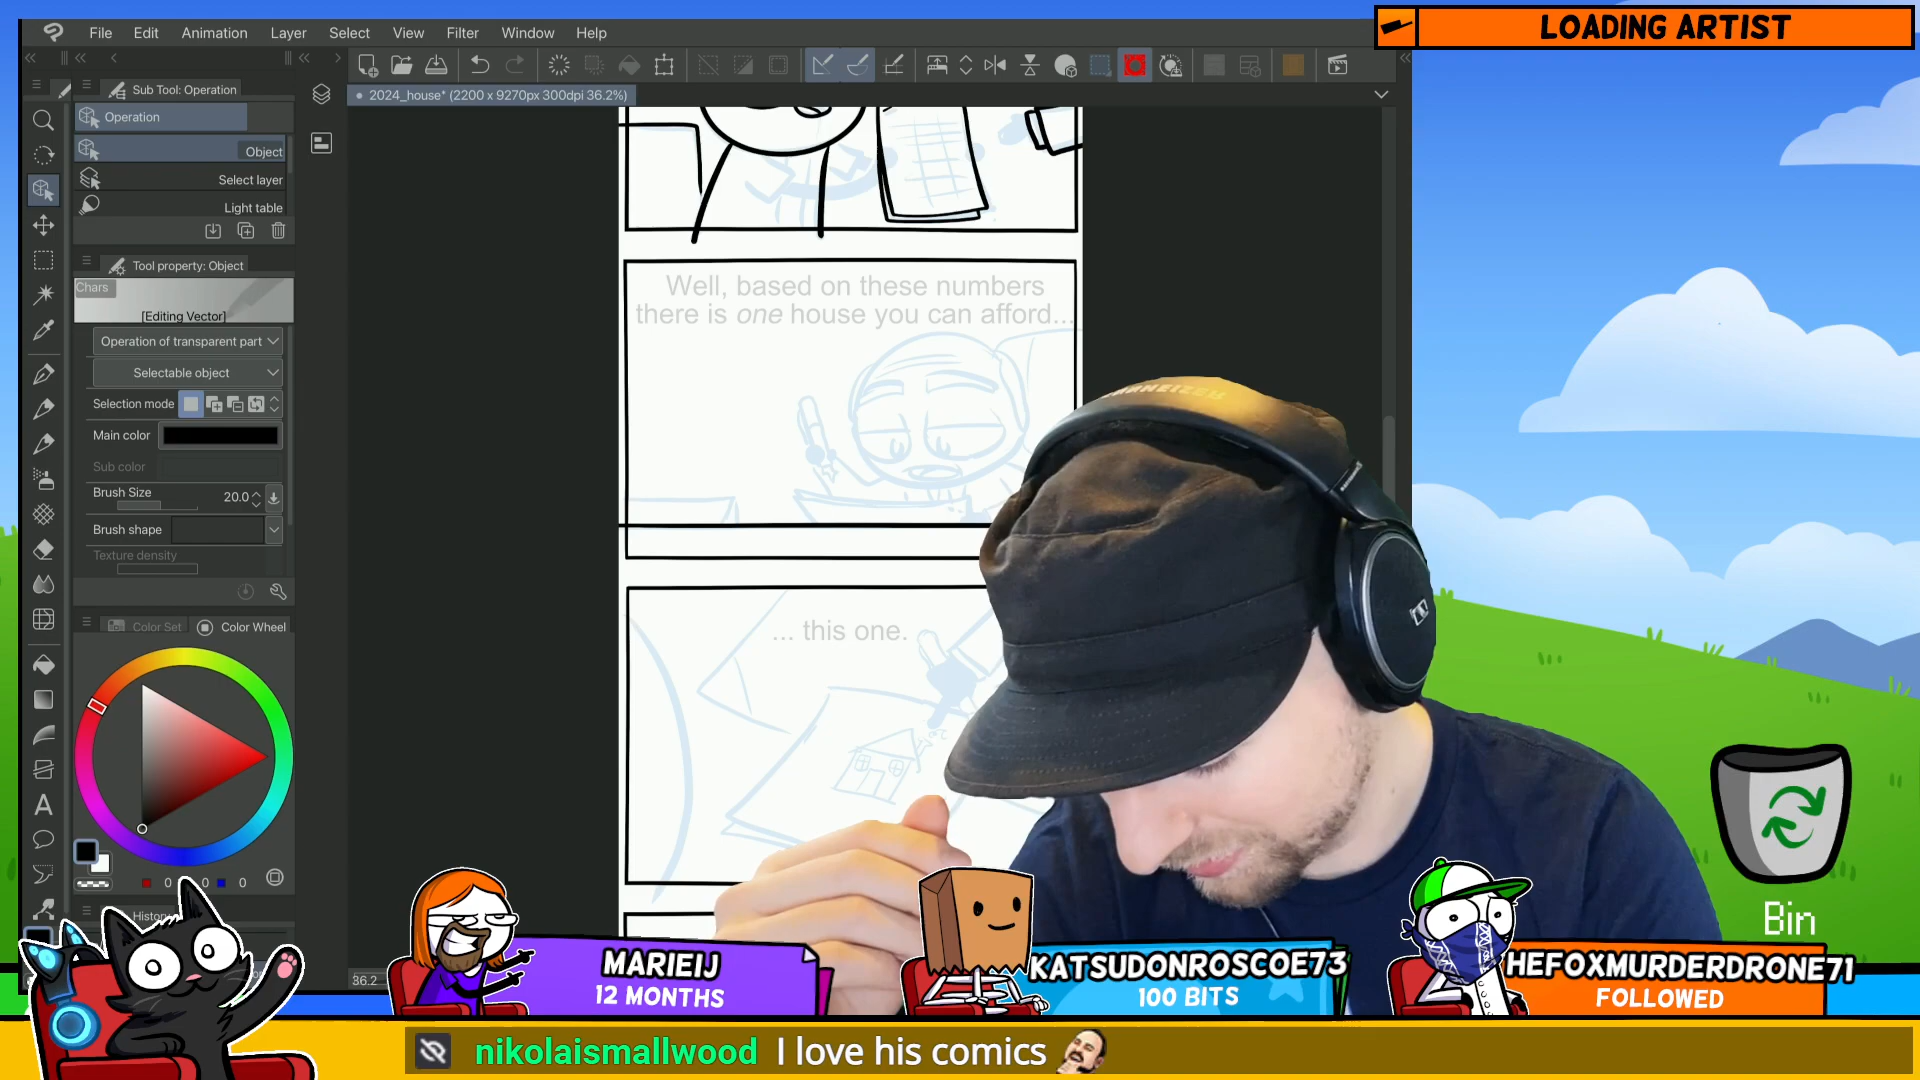 LOADING ARTIST
File Edit Animation Layer Select View Filter Window Help
Sub Tool: Operation
2024_house* (2200 x 9270px 300dpi 36.2%)
Operation
Object
Select layer
Light table
Tool property: Object
Chars
[Editing Vector]
Operation of transparent part
Selectable object
Selection mode
Main color
Sub color
Brush Size 20.0
Brush shape
Texture density
Color Set Color Wheel
0 0 0
36.2
Well, based on these numbers
there is one house you can afford...
... this one.
Bin
MARIEIJ
12 MONTHS
KATSUDONROSCOE73
100 BITS
HEFOXMURDERDRONE71
FOLLOWED
nikolaismallwood I love his comics